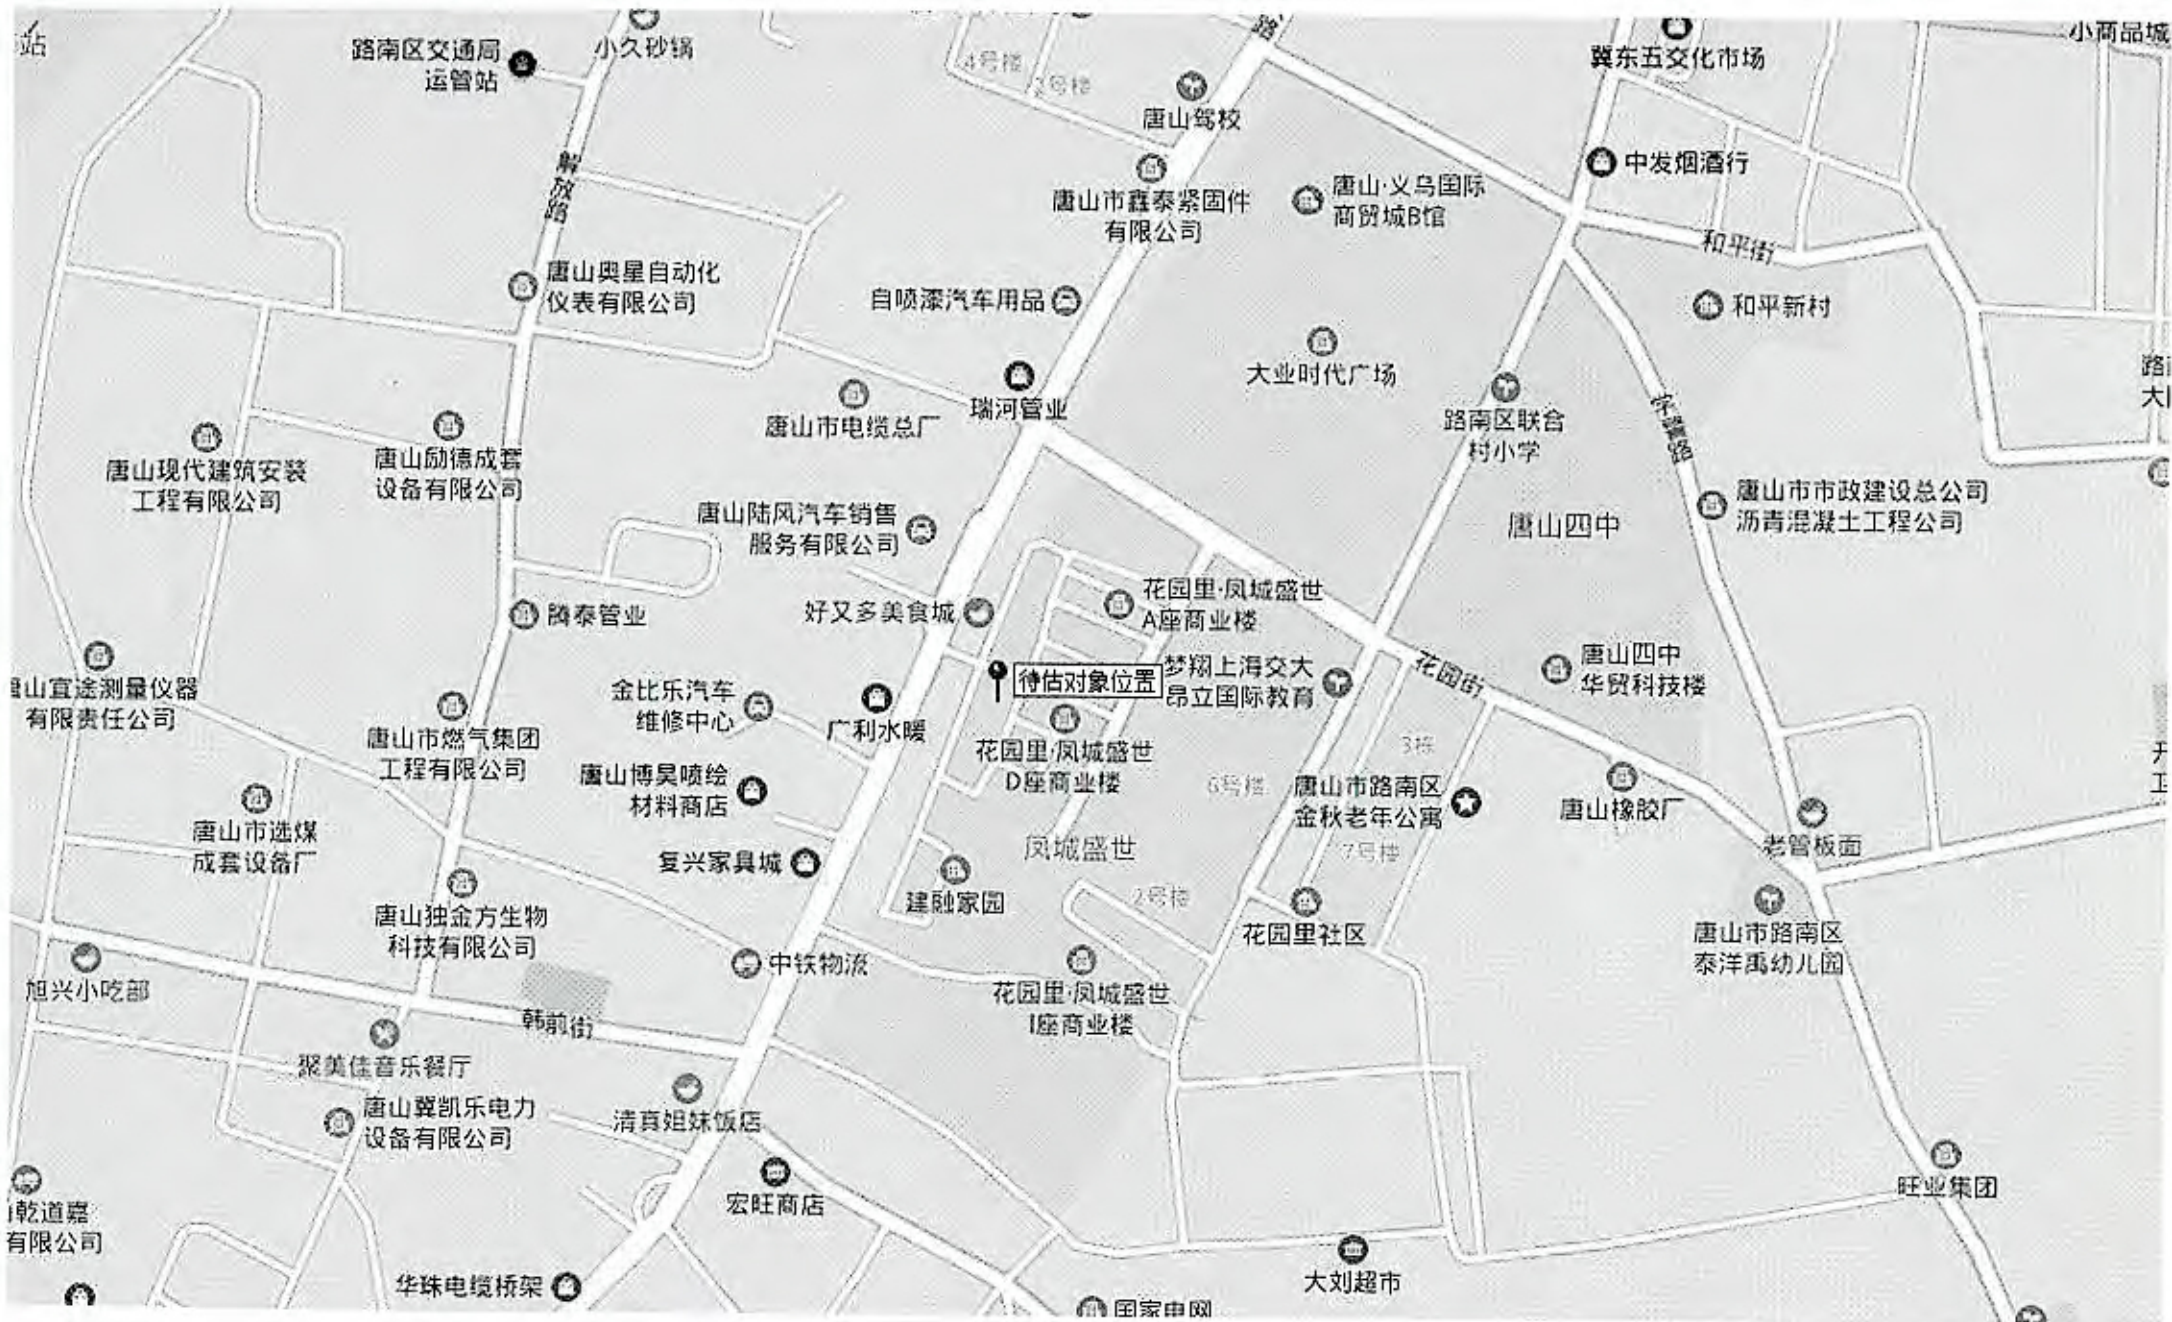 站
路南区交通局
运管站
小久砂锅
4号楼
路
唐山驾校
冀东五交化市场
小商品城
中发烟酒行
解放路
唐山市鑫泰紧固件
有限公司
唐山·义乌国际
商贸城B馆
和平街
唐山奥星自动化
仪表有限公司
自喷漆汽车用品
和平新村
大业时代广场
瑞河管业
唐山市电缆总厂
路南区联合
村小学
唐山现代建筑安装
工程有限公司
唐山励德成套
设备有限公司
唐山市市政建设总公司
沥青混凝土工程公司
唐山陆风汽车销售
服务有限公司
唐山四中
花园里·凤城盛世
A座商业楼
好又多美食城
腾泰管业
待估对象位置
梦翔上海交大
昂立国际教育
花园街
唐山四中
华贸科技楼
唐山宜途测量仪器
有限责任公司
金比乐汽车
维修中心
广利水暖
唐山市燃气集团
工程有限公司
花园里·凤城盛世
D座商业楼
3栋
6号楼
唐山博昊喷绘
材料商店
唐山市路南区
金秋老年公寓
唐山橡胶厂
唐山市选煤
成套设备厂
老管板面
凤城盛世
7号楼
复兴家具城
建融家园
2号楼
花园里社区
唐山独金方生物
科技有限公司
唐山市路南区
泰洋禹幼儿园
中铁物流
旭兴小吃部
花园里·凤城盛世
I座商业楼
韩前街
聚美佳音乐餐厅
唐山冀凯乐电力
设备有限公司
清真姐妹饭店
宏旺商店
旺业集团
乾道嘉
有限公司
华珠电缆桥架
大刘超市
国家电网